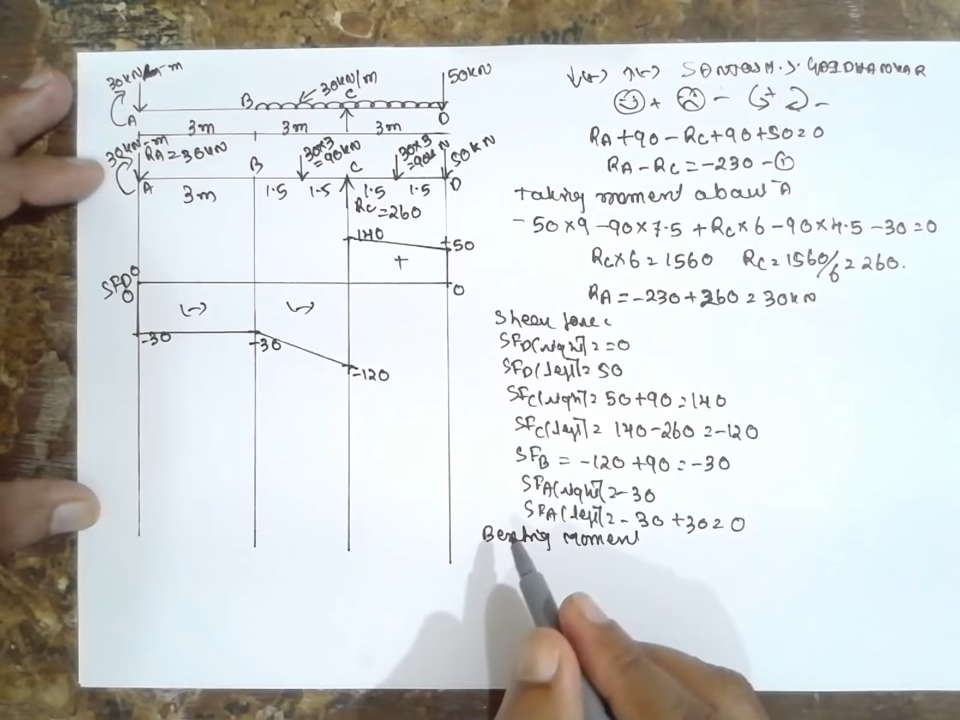 30kN-m
B
30kN/m
C
50kN
A
D
3m 3m 3m
30kN-m
RA=30kN
B
30×3
=90kN
C
30×3
=90kN
50kN
A
3m
1.5 1.5
1.5 1.5
D
RC=260
140
+50
+
SFD
0
0
0
(-) (-)
-30
-30
-120
↓(-) ↑(-)
+ - + -
RA+90-RC+90+50=0
RA-RC=-230-①
Taking moment about A
-50×9-90×7.5+RC×6-90×4.5-30=0
RC×6=1560 RC=1560/6=260.
RA=-230+260=30kN
Shear force
SFD(right)==0
SFD(left)=50
SFC(right)=50+90=140
SFC(left)=140-260=-120
SFB=-120+90=-30
SFA(right)=-30
SFA(left)=-30+30=0
Bending moment